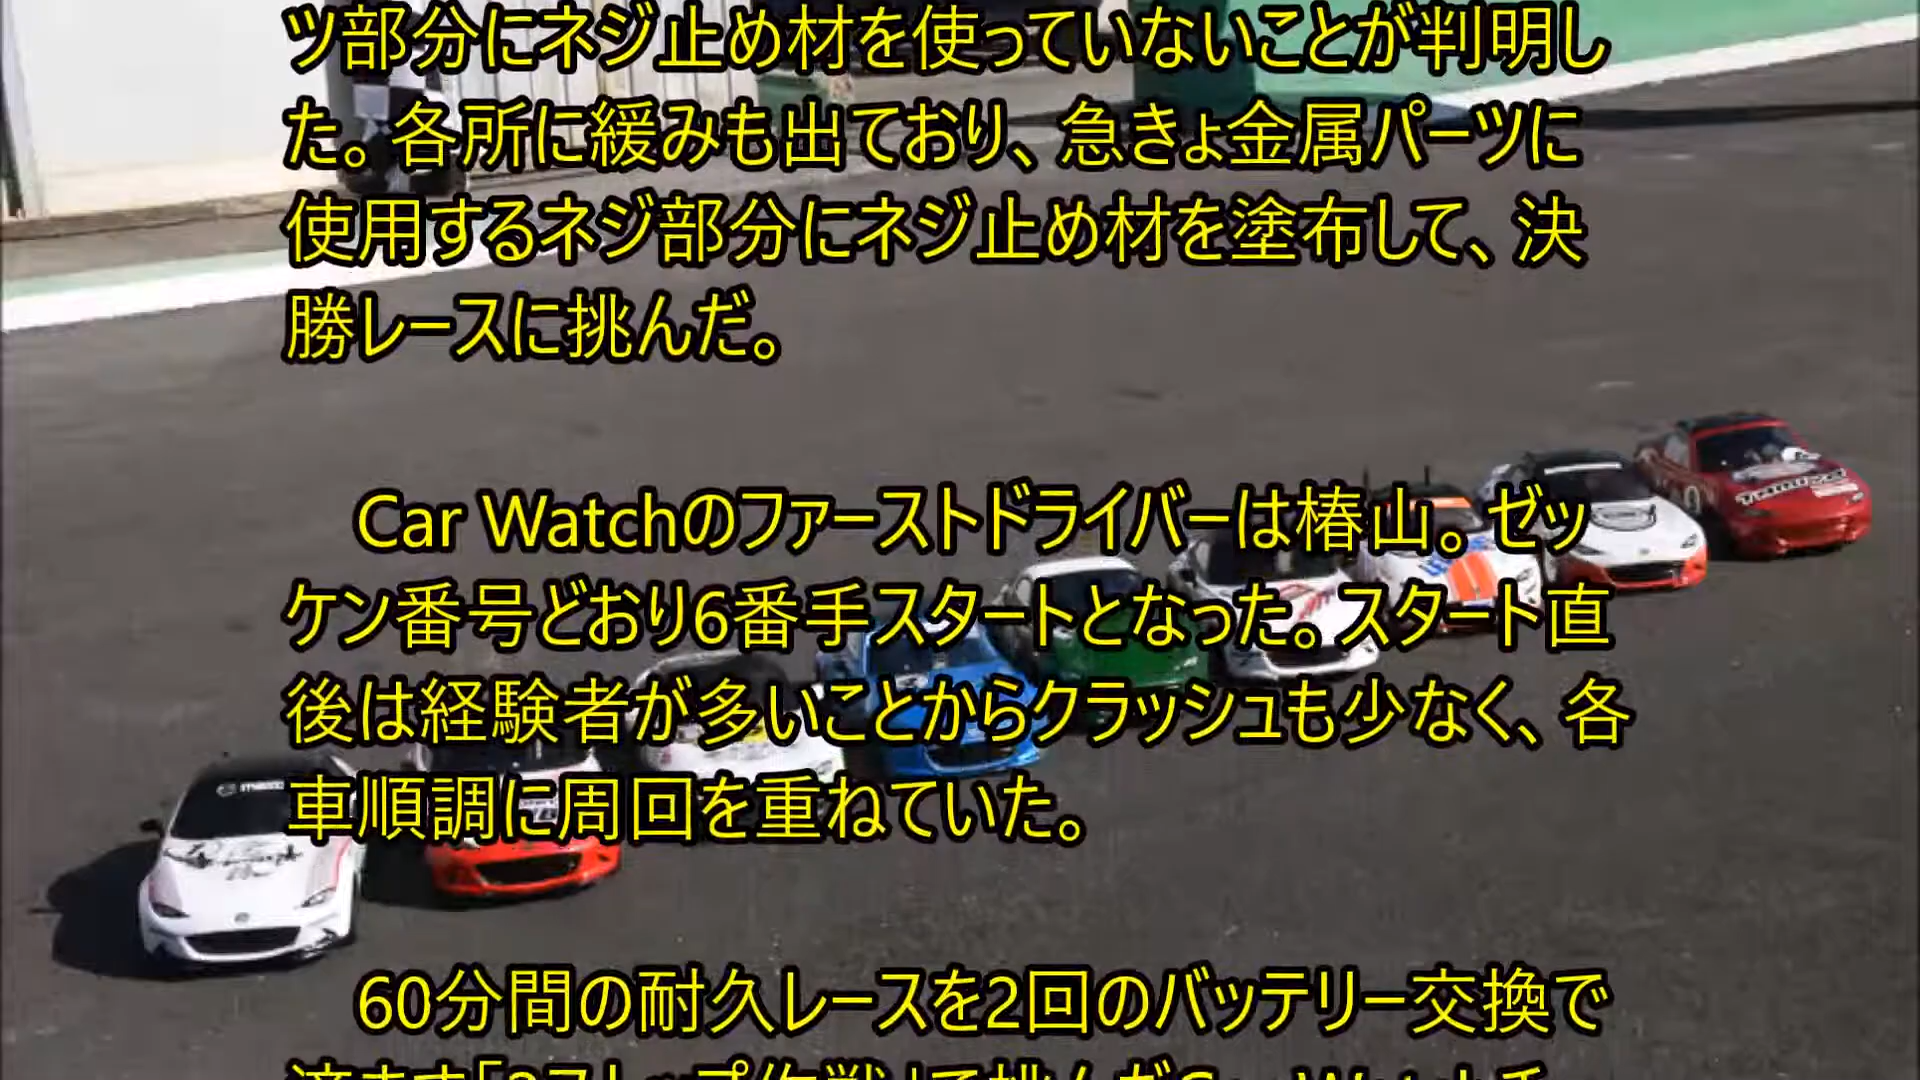 ツ部分にネジ止め材を使っていないことが判明し
た。各所に緩みも出ており、急きょ金属パーツに
使用するネジ部分にネジ止め材を塗布して、決
勝レースに挑んだ。
Car Watchのファーストドライバーは椿山。ゼッ
ケン番号どおり6番手スタートとなった。スタート直
後は経験者が多いことからクラッシュも少なく、各
車順調に周回を重ねていた。
60分間の耐久レースを2回のバッテリー交換で